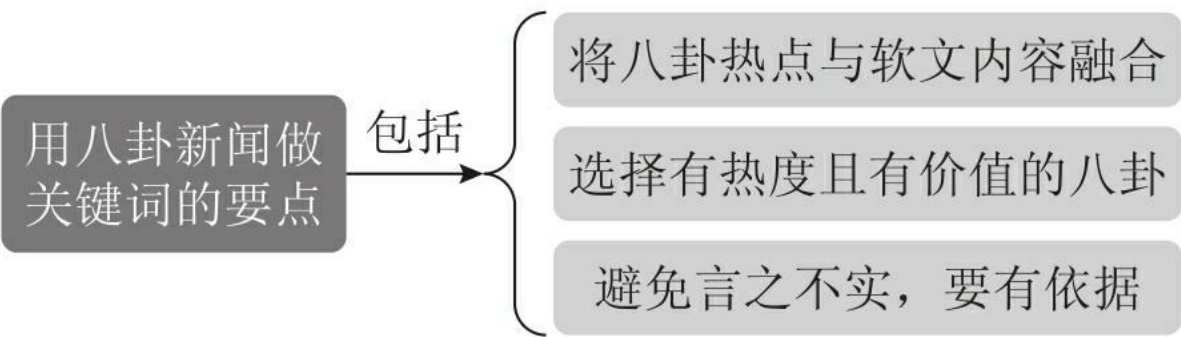 用八卦新闻做
关键词的要点
包括
将八卦热点与软文内容融合
选择有热度且有价值的八卦
避免言之不实，要有依据